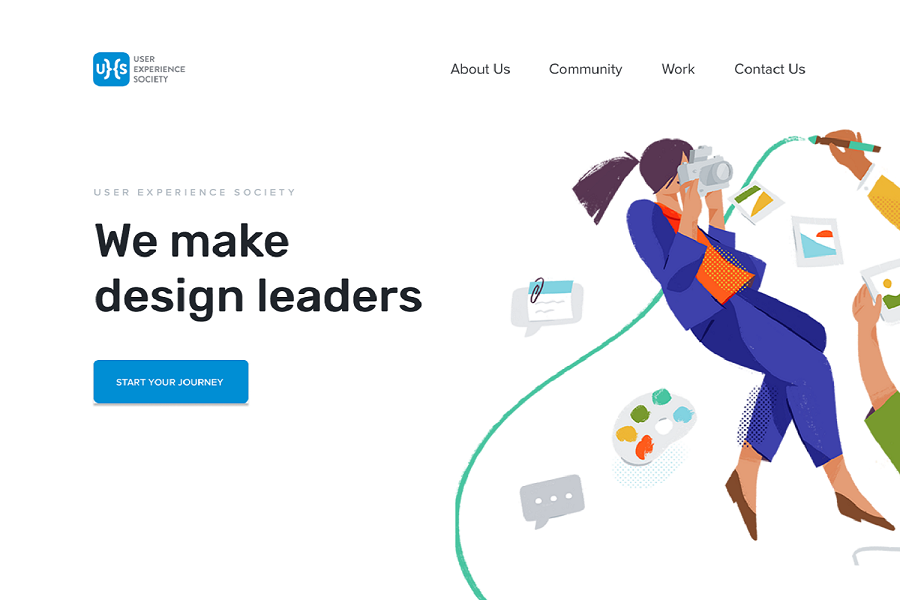 USER
EXPERIENCE
SOCIETY
About Us
Community
Work
Contact Us
USER EXPERIENCE SOCIETY
We make
design leaders
START YOUR JOURNEY